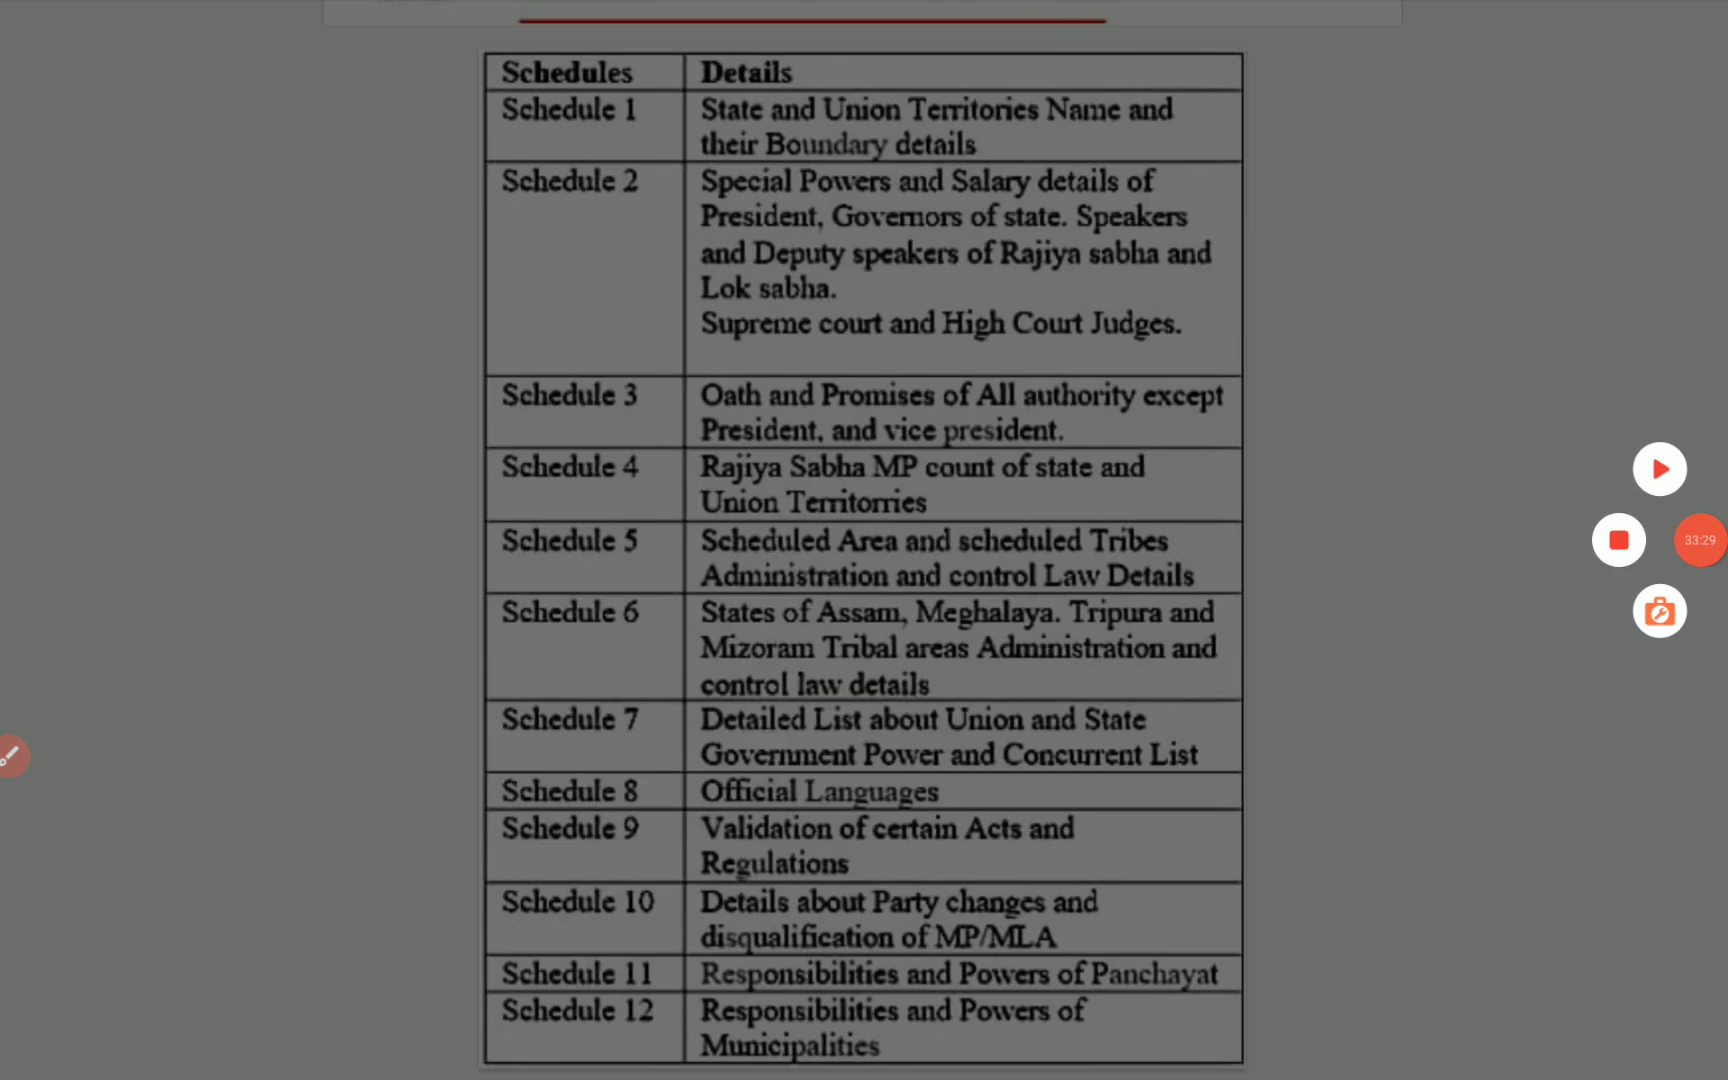 Schedules Details
Schedule 1 State and Union Territories Name and
their Boundary details
Schedule 2 Special Powers and Salary details of
President, Governors of state. Speakers
and Deputy speakers of Rajiya sabha and
Lok sabha.
Supreme court and High Court Judges.
Schedule 3 Oath and Promises of All authority except
President, and vice president.
Schedule 4 Rajiya Sabha MP count of state and
Union Territorries
Schedule 5 Scheduled Area and scheduled Tribes
Administration and control Law Details
Schedule 6 States of Assam, Meghalaya. Tripura and
Mizoram Tribal areas Administration and
control law details
Schedule 7 Detailed List about Union and State
Government Power and Concurrent List
Schedule 8 Official Languages
Schedule 9 Validation of certain Acts and
Regulations
Schedule 10 Details about Party changes and
disqualification of MP/MLA
Schedule 11 Responsibilities and Powers of Panchayat
Schedule 12 Responsibilities and Powers of
Municipalities
33:29